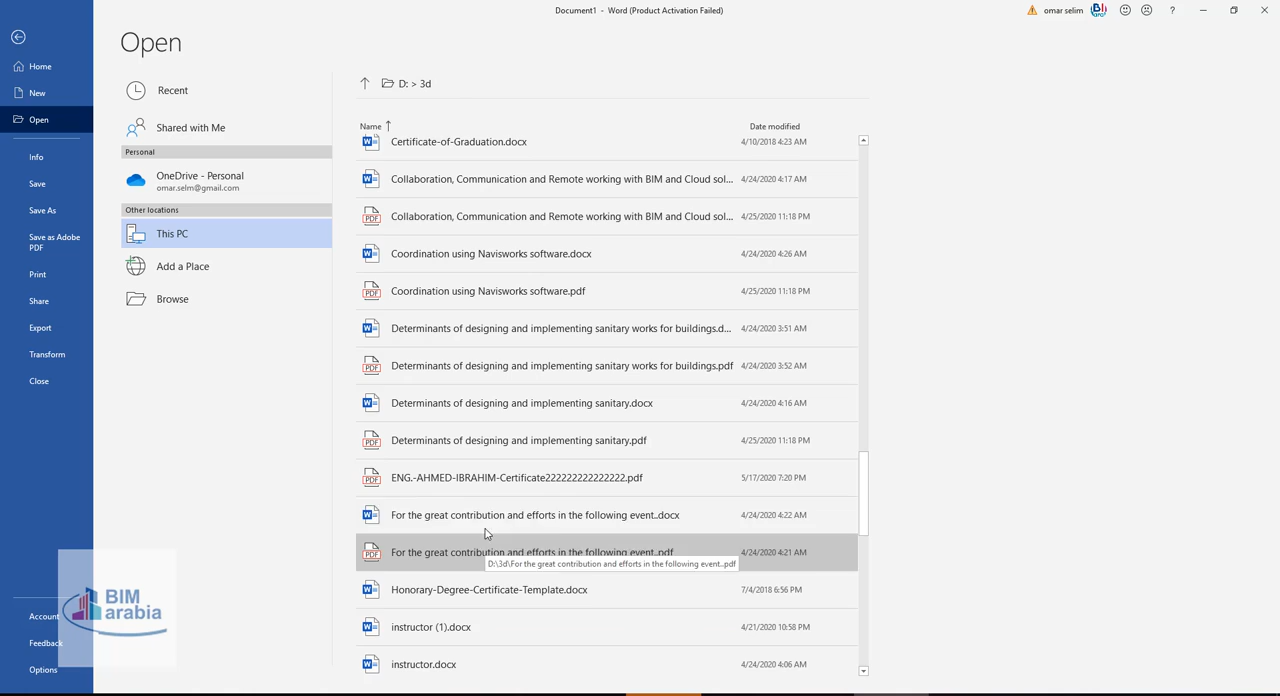 Document1 - Word (Product Activation Failed)
omar selim
?
Home
New
Open
Info
Save
Save As
Save as Adobe
PDF
Print
Share
Export
Transform
Close
Account
Feedback
Options
BIM
arabia
Open
Recent
Shared with Me
Personal
OneDrive - Personal
omar.selm@gmail.com
Other locations
This PC
Add a Place
Browse
D: > 3d
Name Date modified
Certificate-of-Graduation.docx 4/10/2018 4:23 AM
Collaboration, Communication and Remote working with BIM and Cloud sol... 4/24/2020 4:17 AM
Collaboration, Communication and Remote working with BIM and Cloud sol... 4/25/2020 11:18 PM
Coordination using Navisworks software.docx 4/24/2020 4:26 AM
Coordination using Navisworks software.pdf 4/25/2020 11:18 PM
Determinants of designing and implementing sanitary works for buildings.d... 4/24/2020 3:51 AM
Determinants of designing and implementing sanitary works for buildings.pdf 4/24/2020 3:52 AM
Determinants of designing and implementing sanitary.docx 4/24/2020 4:16 AM
Determinants of designing and implementing sanitary.pdf 4/25/2020 11:18 PM
ENG.-AHMED-IBRAHIM-Certificate222222222222222.pdf 5/17/2020 7:20 PM
For the great contribution and efforts in the following event..docx 4/24/2020 4:22 AM
For the great contribution and efforts in the following event..pdf 4/24/2020 4:21 AM
D:\3d\For the great contribution and efforts in the following event..pdf
Honorary-Degree-Certificate-Template.docx 7/4/2018 6:56 PM
instructor (1).docx 4/21/2020 10:58 PM
instructor.docx 4/24/2020 4:06 AM